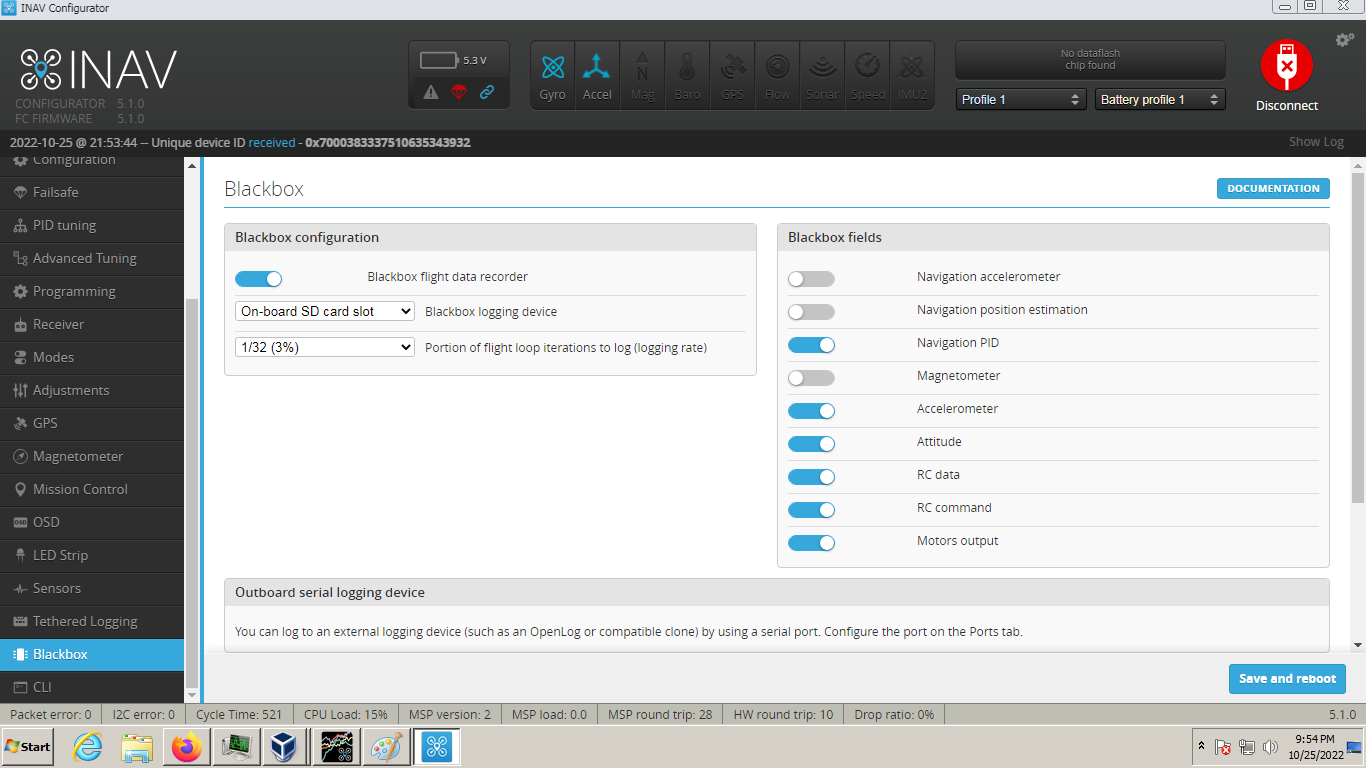 INAV Configurator
INAV
CONFIGURATOR 5.1.0
FC FIRMWARE 5.1.0
5.3 V
Gyro
Accel
Mag
Baro
GPS
Flow
Sonar
Speed
IMU2
No dataflash
chip found
Profile 1
Battery profile 1
Disconnect
2022-10-25 @ 21:53:44 -- Unique device ID received - 0x7000383337510635343932
Show Log
Configuration
Failsafe
PID tuning
Advanced Tuning
Programming
Receiver
Modes
Adjustments
GPS
Magnetometer
Mission Control
OSD
LED Strip
Sensors
Tethered Logging
Blackbox
CLI
Blackbox
DOCUMENTATION
Blackbox configuration
Blackbox flight data recorder
On-board SD card slot Blackbox logging device
1/32 (3%) Portion of flight loop iterations to log (logging rate)
Blackbox fields
Navigation accelerometer
Navigation position estimation
Navigation PID
Magnetometer
Accelerometer
Attitude
RC data
RC command
Motors output
Outboard serial logging device
You can log to an external logging device (such as an OpenLog or compatible clone) by using a serial port. Configure the port on the Ports tab.
Save and reboot
Packet error: 0 I2C error: 0 Cycle Time: 521 CPU Load: 15% MSP version: 2 MSP load: 0.0 MSP round trip: 28 HW round trip: 10 Drop ratio: 0% 5.1.0
Start
9:54 PM
10/25/2022